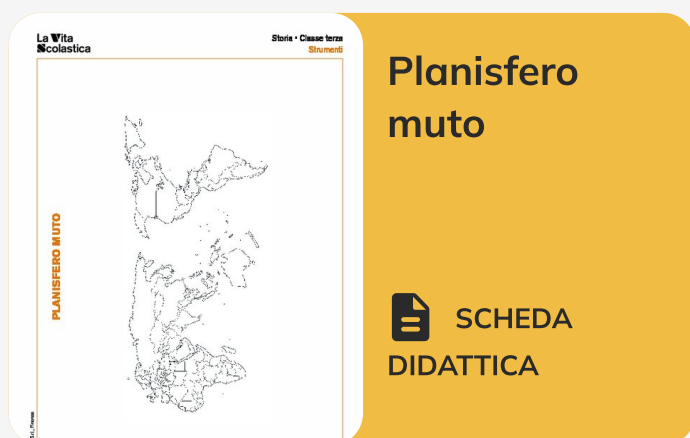 La Vita
Scolastica
Storia • Classe terza
Strumenti
PLANISFERO MUTO
Planisfero
muto
SCHEDA
DIDATTICA